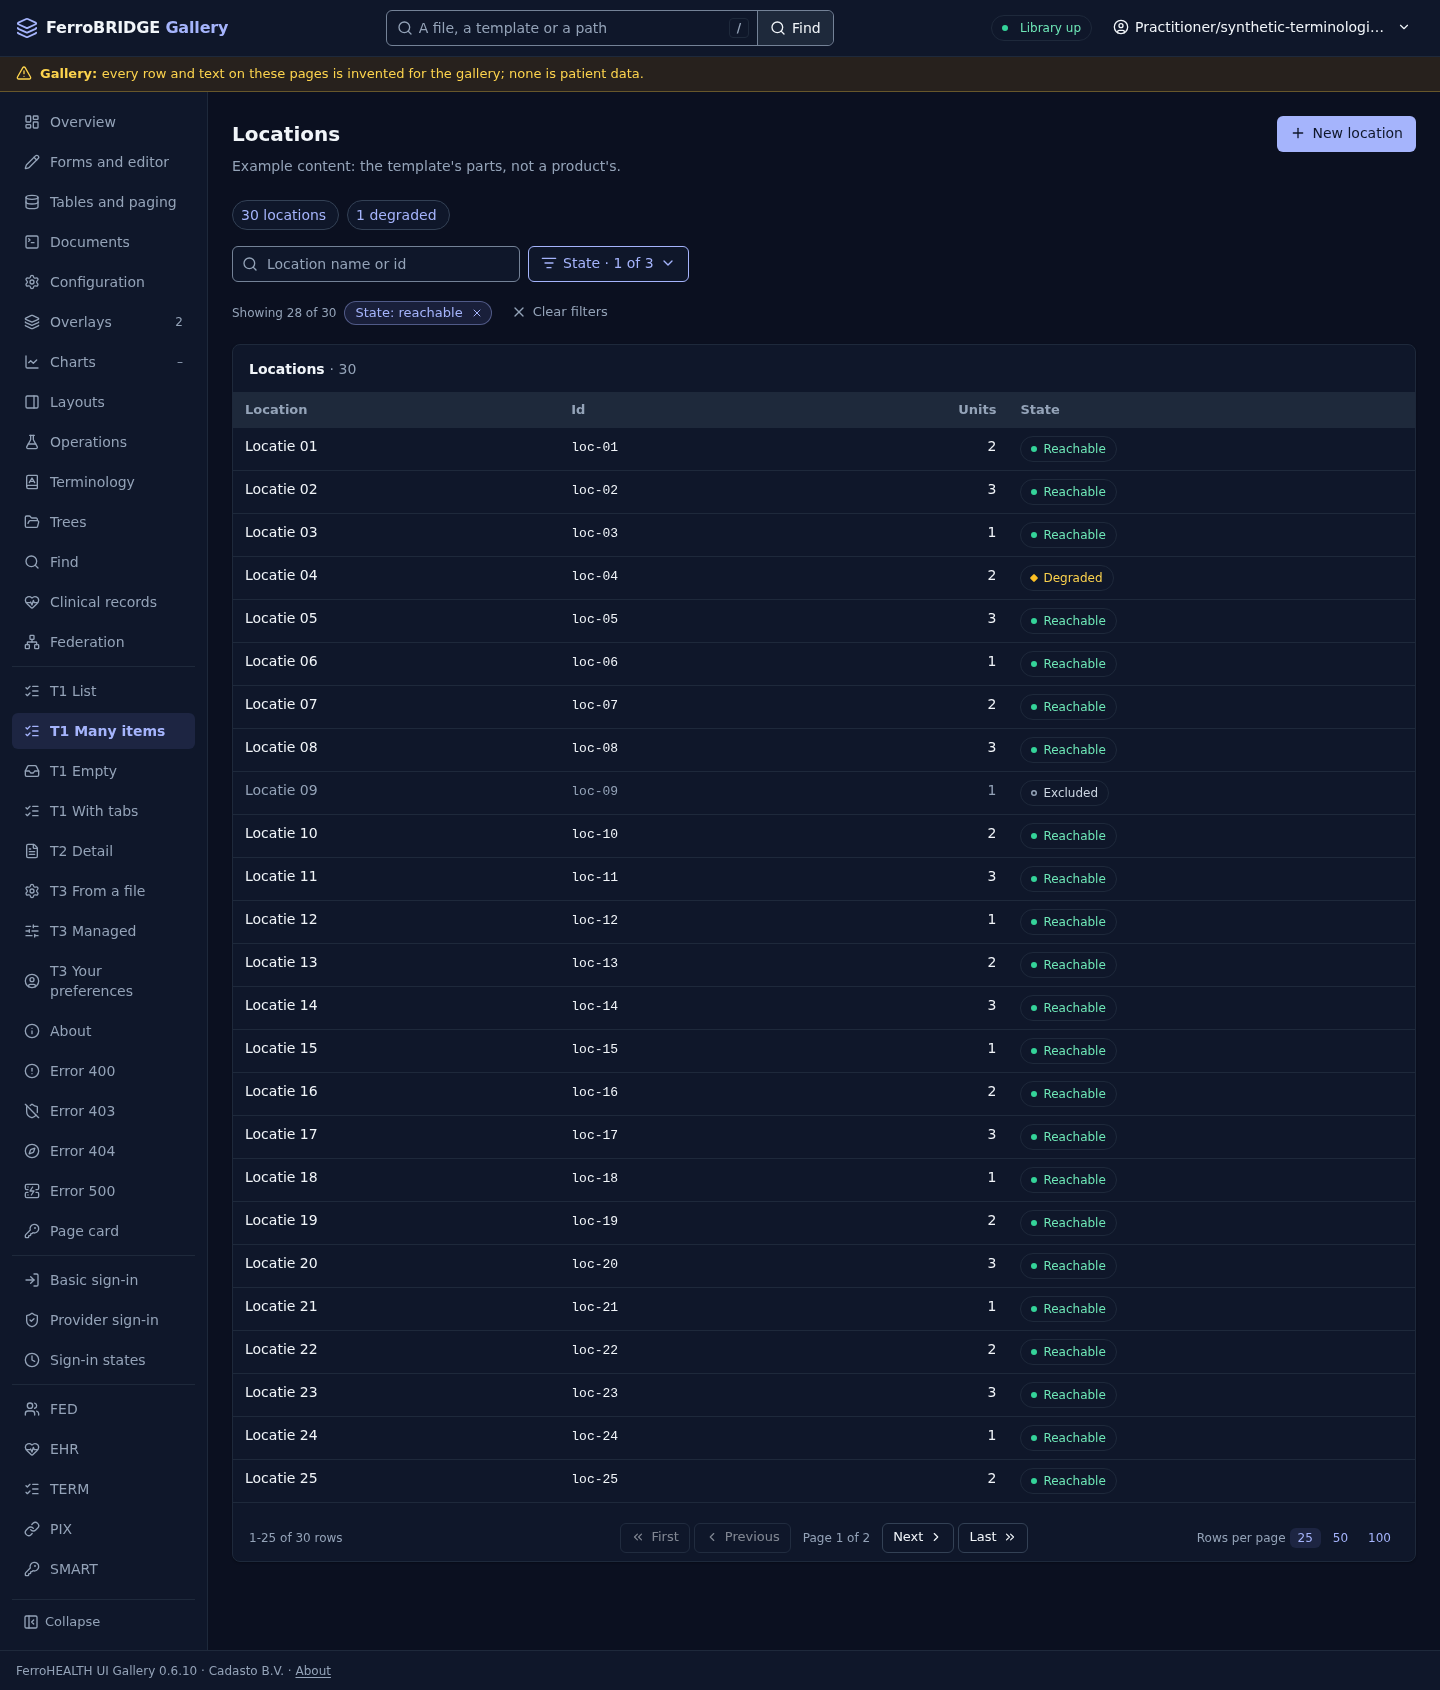 FerroBRIDGE Gallery
A file, a template or a path
/
Find
Library up
Practitioner/synthetic-terminologi…
Gallery: every row and text on these pages is invented for the gallery; none is patient data.
Overview
Forms and editor
Tables and paging
Documents
Configuration
Overlays 2
Charts –
Layouts
Operations
Terminology
Trees
Find
Clinical records
Federation
T1 List
T1 Many items
T1 Empty
T1 With tabs
T2 Detail
T3 From a file
T3 Managed
T3 Your
preferences
About
Error 400
Error 403
Error 404
Error 500
Page card
Basic sign-in
Provider sign-in
Sign-in states
FED
EHR
TERM
PIX
SMART
Collapse
Locations
New location
Example content: the template's parts, not a product's.
30 locations 1 degraded
Location name or id
State · 1 of 3
Showing 28 of 30 State: reachable Clear filters
Locations · 30
Location Id Units State
Locatie 01 loc-01 2 Reachable
Locatie 02 loc-02 3 Reachable
Locatie 03 loc-03 1 Reachable
Locatie 04 loc-04 2 Degraded
Locatie 05 loc-05 3 Reachable
Locatie 06 loc-06 1 Reachable
Locatie 07 loc-07 2 Reachable
Locatie 08 loc-08 3 Reachable
Locatie 09 loc-09 1 Excluded
Locatie 10 loc-10 2 Reachable
Locatie 11 loc-11 3 Reachable
Locatie 12 loc-12 1 Reachable
Locatie 13 loc-13 2 Reachable
Locatie 14 loc-14 3 Reachable
Locatie 15 loc-15 1 Reachable
Locatie 16 loc-16 2 Reachable
Locatie 17 loc-17 3 Reachable
Locatie 18 loc-18 1 Reachable
Locatie 19 loc-19 2 Reachable
Locatie 20 loc-20 3 Reachable
Locatie 21 loc-21 1 Reachable
Locatie 22 loc-22 2 Reachable
Locatie 23 loc-23 3 Reachable
Locatie 24 loc-24 1 Reachable
Locatie 25 loc-25 2 Reachable
1-25 of 30 rows First Previous Page 1 of 2 Next Last Rows per page 25 50 100
FerroHEALTH UI Gallery 0.6.10 · Cadasto B.V. · About